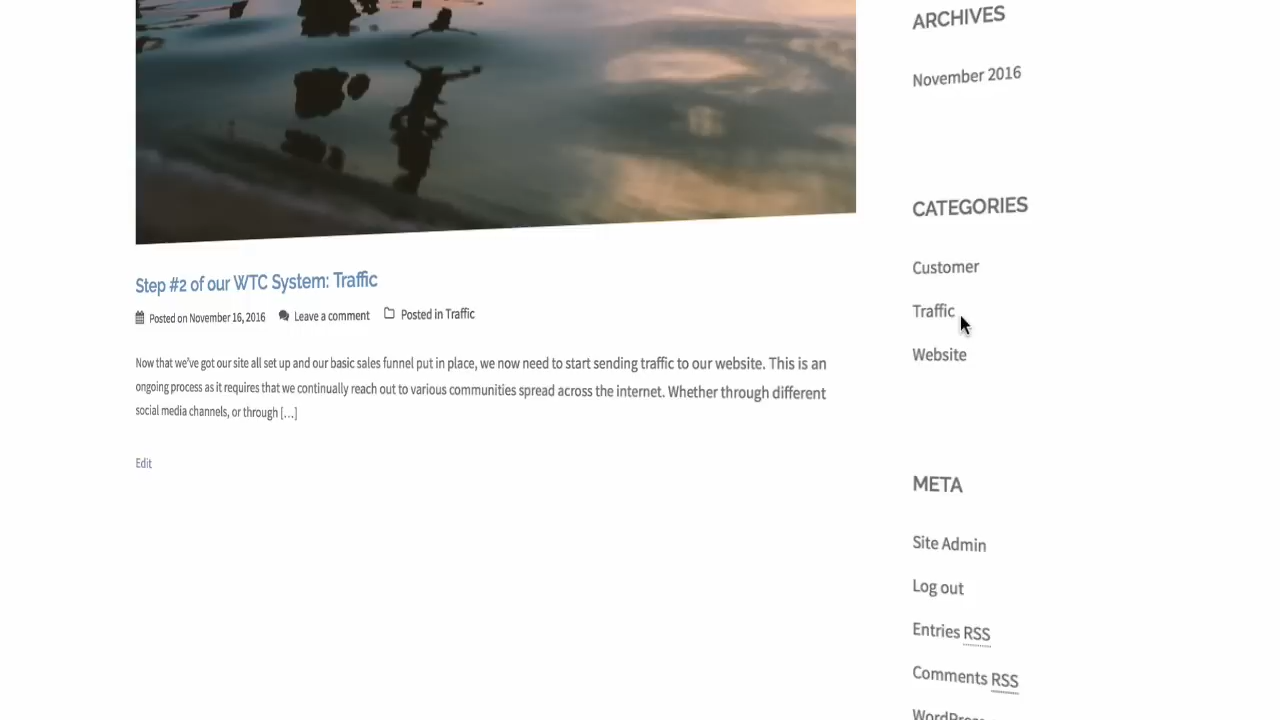 ARCHIVES
November 2016
CATEGORIES
Customer
Traffic
Website
META
Site Admin
Log out
Entries RSS
Comments RSS
Step #2 of our WTC System: Traffic
Posted on November 16, 2016 Leave a comment Posted in Traffic
Now that we've got our site all set up and our basic sales funnel put in place, we now need to start sending traffic to our website. This is an
ongoing process as it requires that we continually reach out to various communities spread across the internet. Whether through different
social media channels, or through [...]
Edit